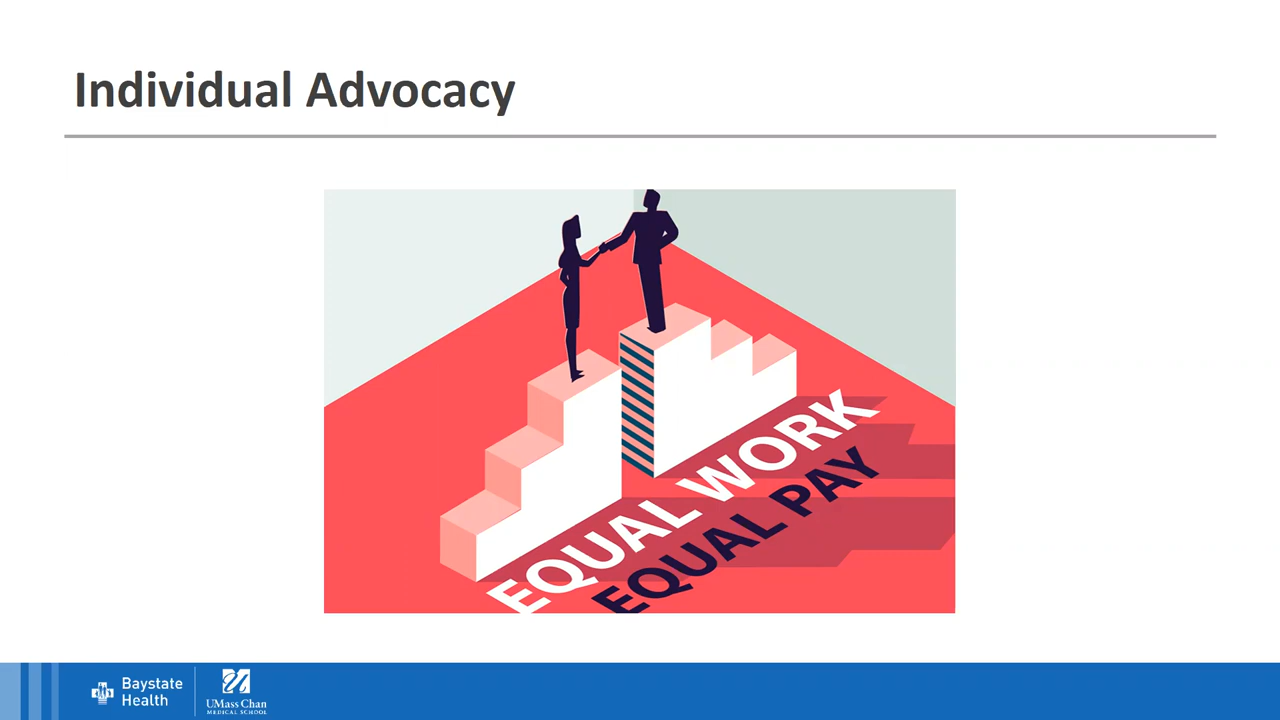 Individual Advocacy
EQUAL WORK
EQUAL PAY
Baystate
Health
UMass Chan
MEDICAL SCHOOL